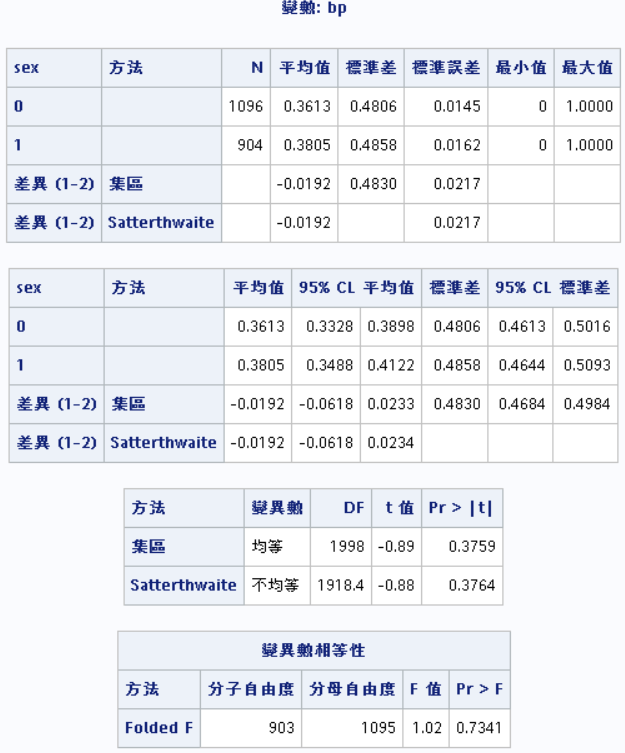 變數: bp
sex 方法 N 平均值 標準差 標準誤差 最小值 最大值
0 1096 0.3613 0.4806 0.0145 0 1.0000
1 904 0.3805 0.4858 0.0162 0 1.0000
差異 (1-2) 集區 -0.0192 0.4830 0.0217
差異 (1-2) Satterthwaite -0.0192 0.0217
sex 方法 平均值 95% CL 平均值 標準差 95% CL 標準差
0 0.3613 0.3328 0.3898 0.4806 0.4613 0.5016
1 0.3805 0.3488 0.4122 0.4858 0.4644 0.5093
差異 (1-2) 集區 -0.0192 -0.0618 0.0233 0.4830 0.4684 0.4984
差異 (1-2) Satterthwaite -0.0192 -0.0618 0.0234
方法 變異數 DF t 值 Pr > |t|
集區 均等 1998 -0.89 0.3759
Satterthwaite 不均等 1918.4 -0.88 0.3764
變異數相等性
方法 分子自由度 分母自由度 F 值 Pr > F
Folded F 903 1095 1.02 0.7341